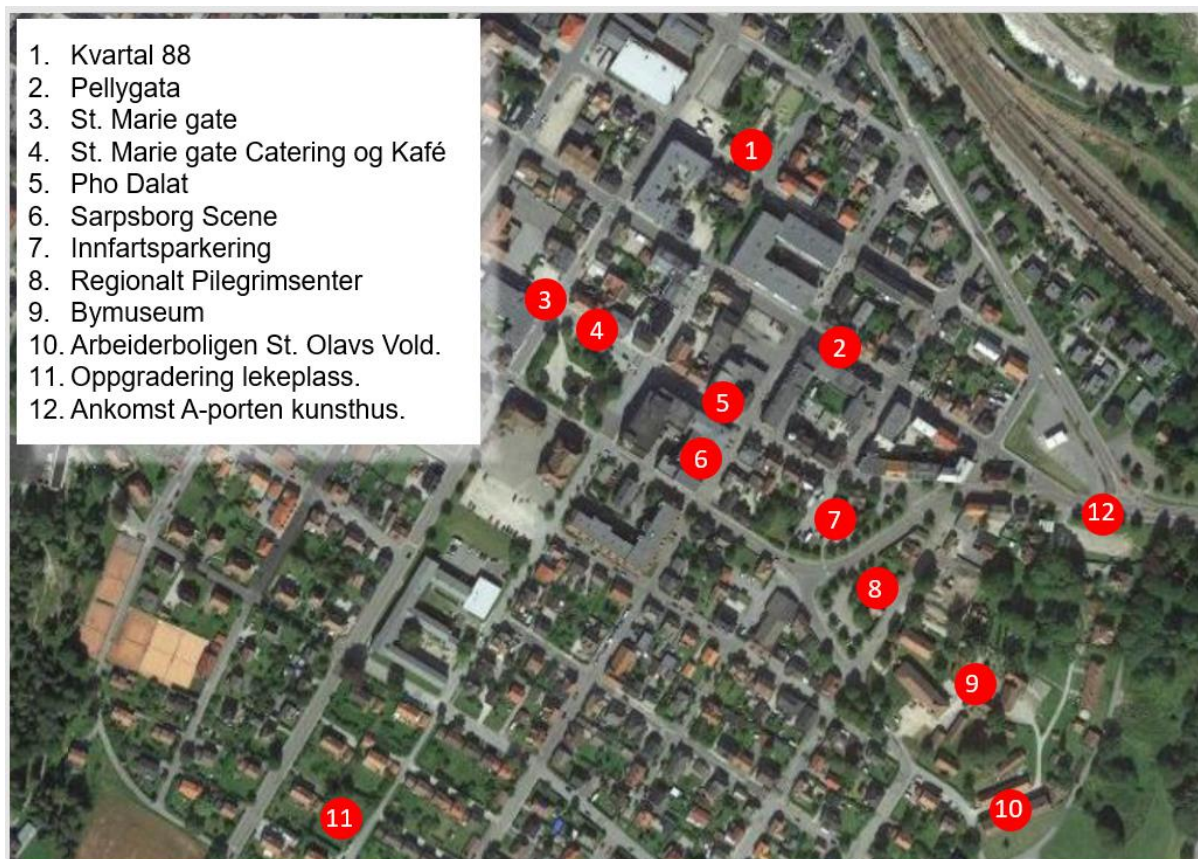 1. Kvartal 88
2. Pellygata
3. St. Marie gate
4. St. Marie gate Catering og Kafé
5. Pho Dalat
6. Sarpsborg Scene
7. Innfartsparkering
8. Regionalt Pilegrimsenter
9. Bymuseum
10. Arbeiderboligen St. Olavs Vold.
11. Oppgradering lekeplass.
12. Ankomst A-porten kunsthus.
1
3
4
2
5
6
7
12
8
9
10
11